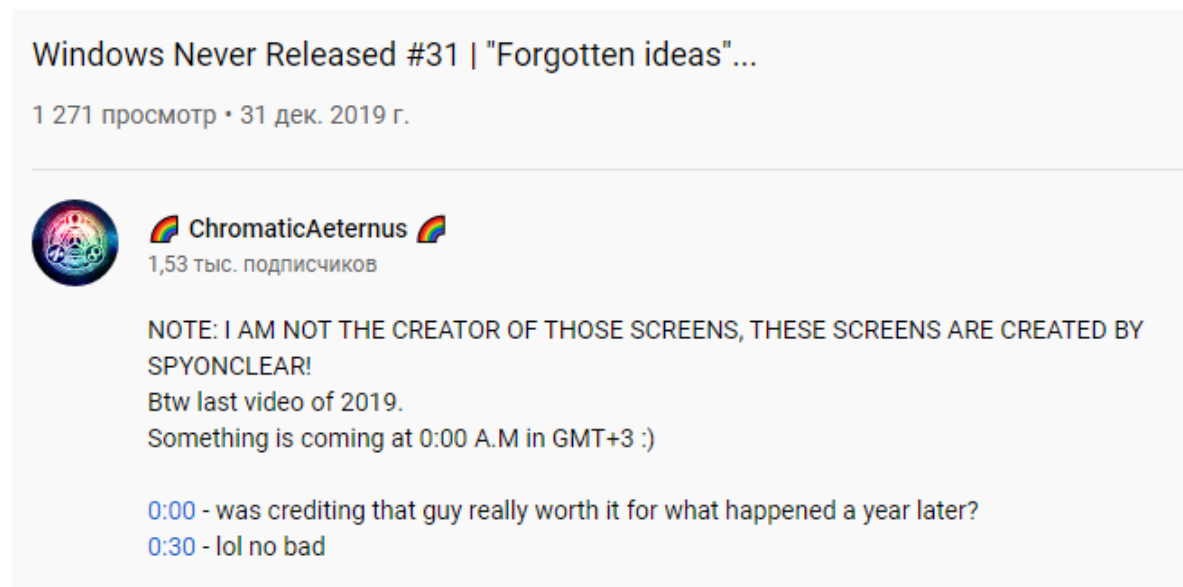 Windows Never Released #31 | "Forgotten ideas"...
1 271 просмотр • 31 дек. 2019 г.
🌈 ChromaticAeternus 🌈
1,53 тыс. подписчиков
NOTE: I AM NOT THE CREATOR OF THOSE SCREENS, THESE SCREENS ARE CREATED BY
SPYONCLEAR!
Btw last video of 2019.
Something is coming at 0:00 A.M in GMT+3 :)
0:00 - was crediting that guy really worth it for what happened a year later?
0:30 - lol no bad